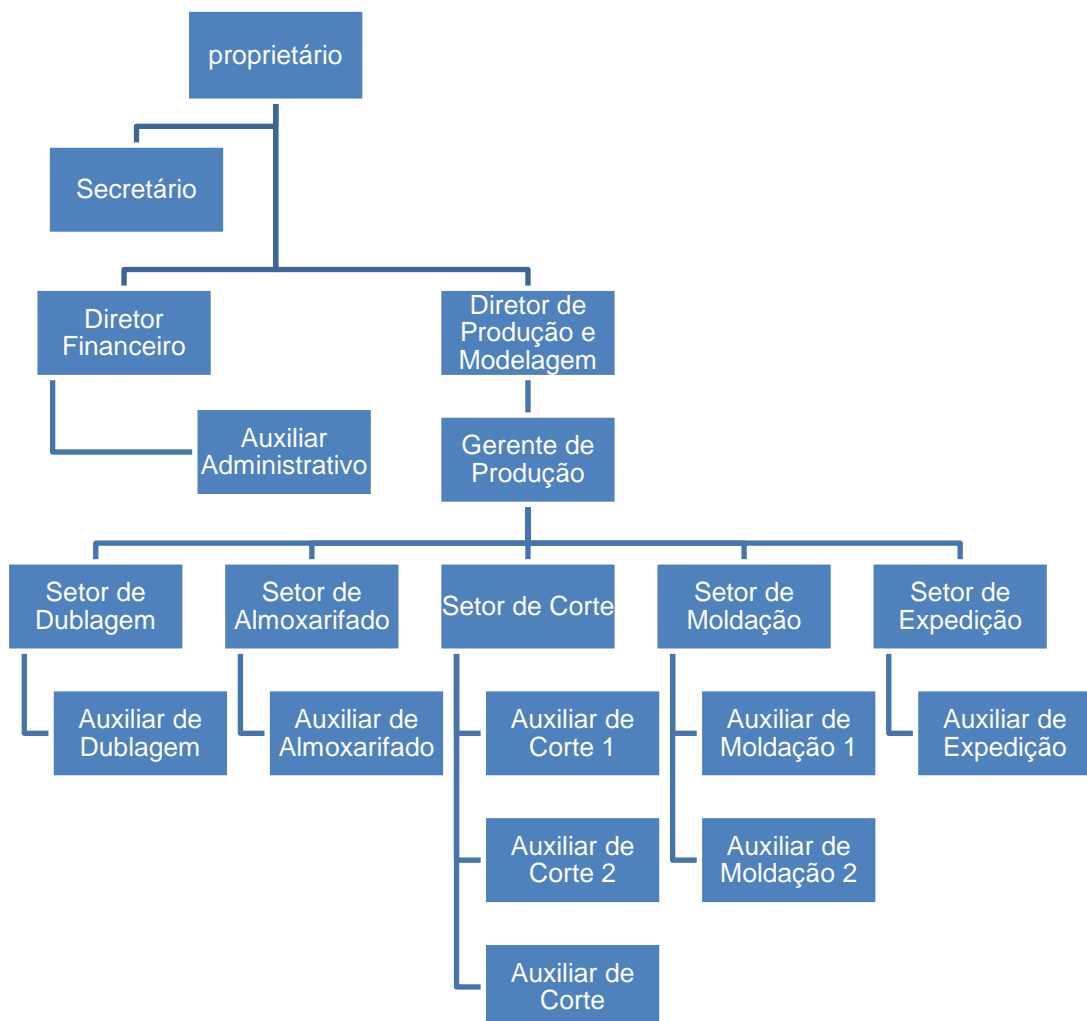 proprietário
Secretário
Diretor
Financeiro
Diretor de
Produção e
Modelagem
Auxiliar
Administrativo
Gerente de
Produção
Setor de
Dublagem
Setor de
Almoxarifado
Setor de Corte
Setor de
Moldação
Setor de
Expedição
Auxiliar de
Dublagem
Auxiliar de
Almoxarifado
Auxiliar de
Corte 1
Auxiliar de
Moldação 1
Auxiliar de
Expedição
Auxiliar de
Corte 2
Auxiliar de
Moldação 2
Auxiliar de
Corte